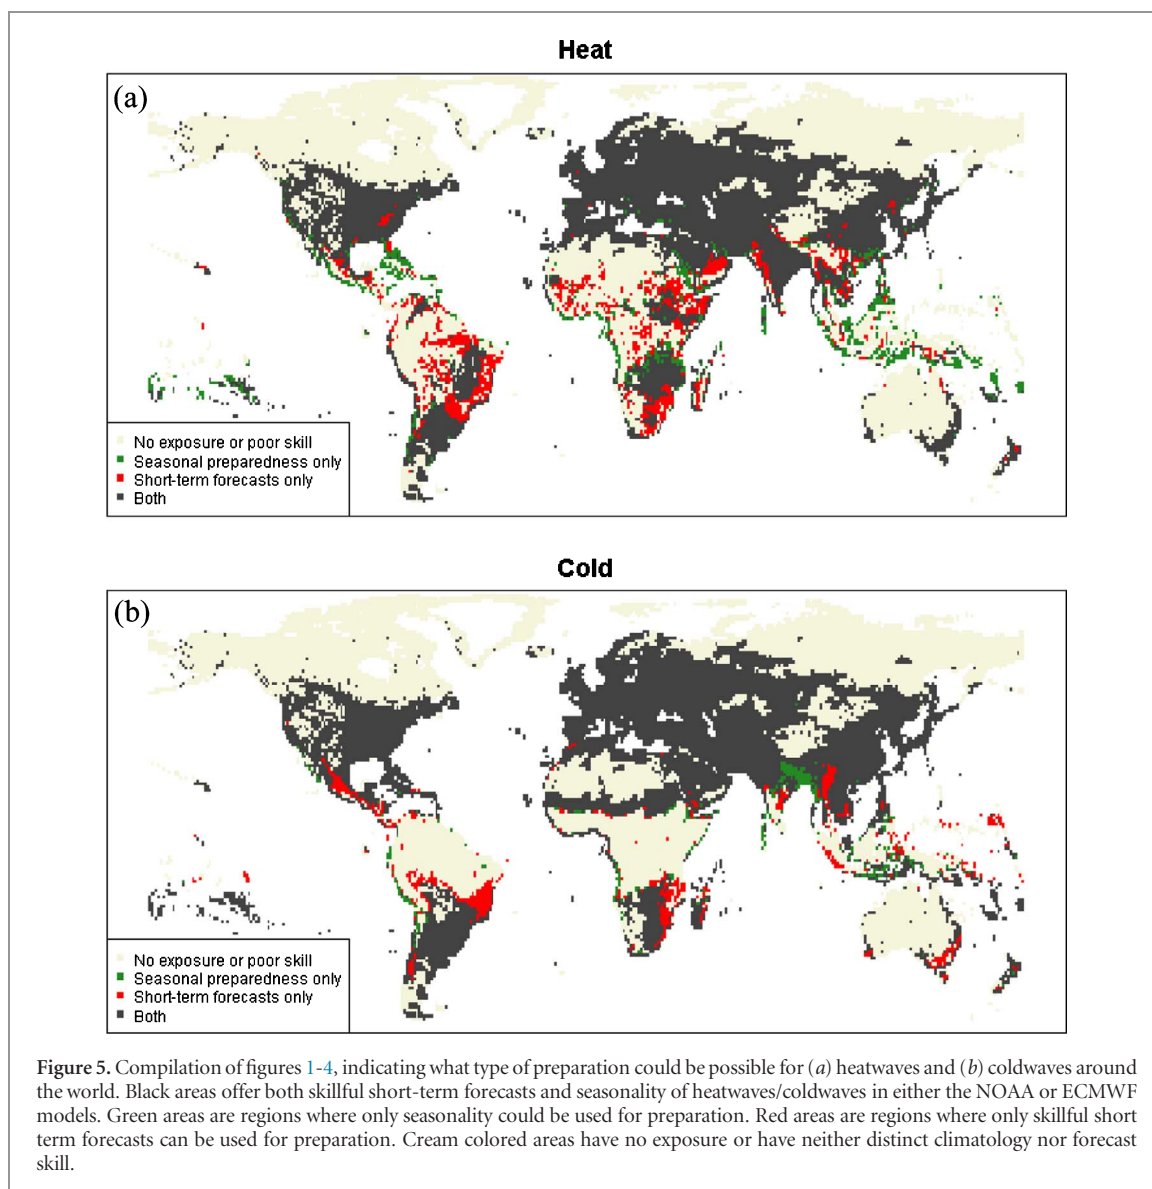 Heat
(a)
No exposure or poor skill
Seasonal preparedness only
Short-term forecasts only
Both
Cold
(b)
No exposure or poor skill
Seasonal preparedness only
Short-term forecasts only
Both
Figure 5. Compilation of figures 1-4, indicating what type of preparation could be possible for (a) heatwaves and (b) coldwaves around
the world. Black areas offer both skillful short-term forecasts and seasonality of heatwaves/coldwaves in either the NOAA or ECMWF
models. Green areas are regions where only seasonality could be used for preparation. Red areas are regions where only skillful short
term forecasts can be used for preparation. Cream colored areas have no exposure or have neither distinct climatology nor forecast
skill.